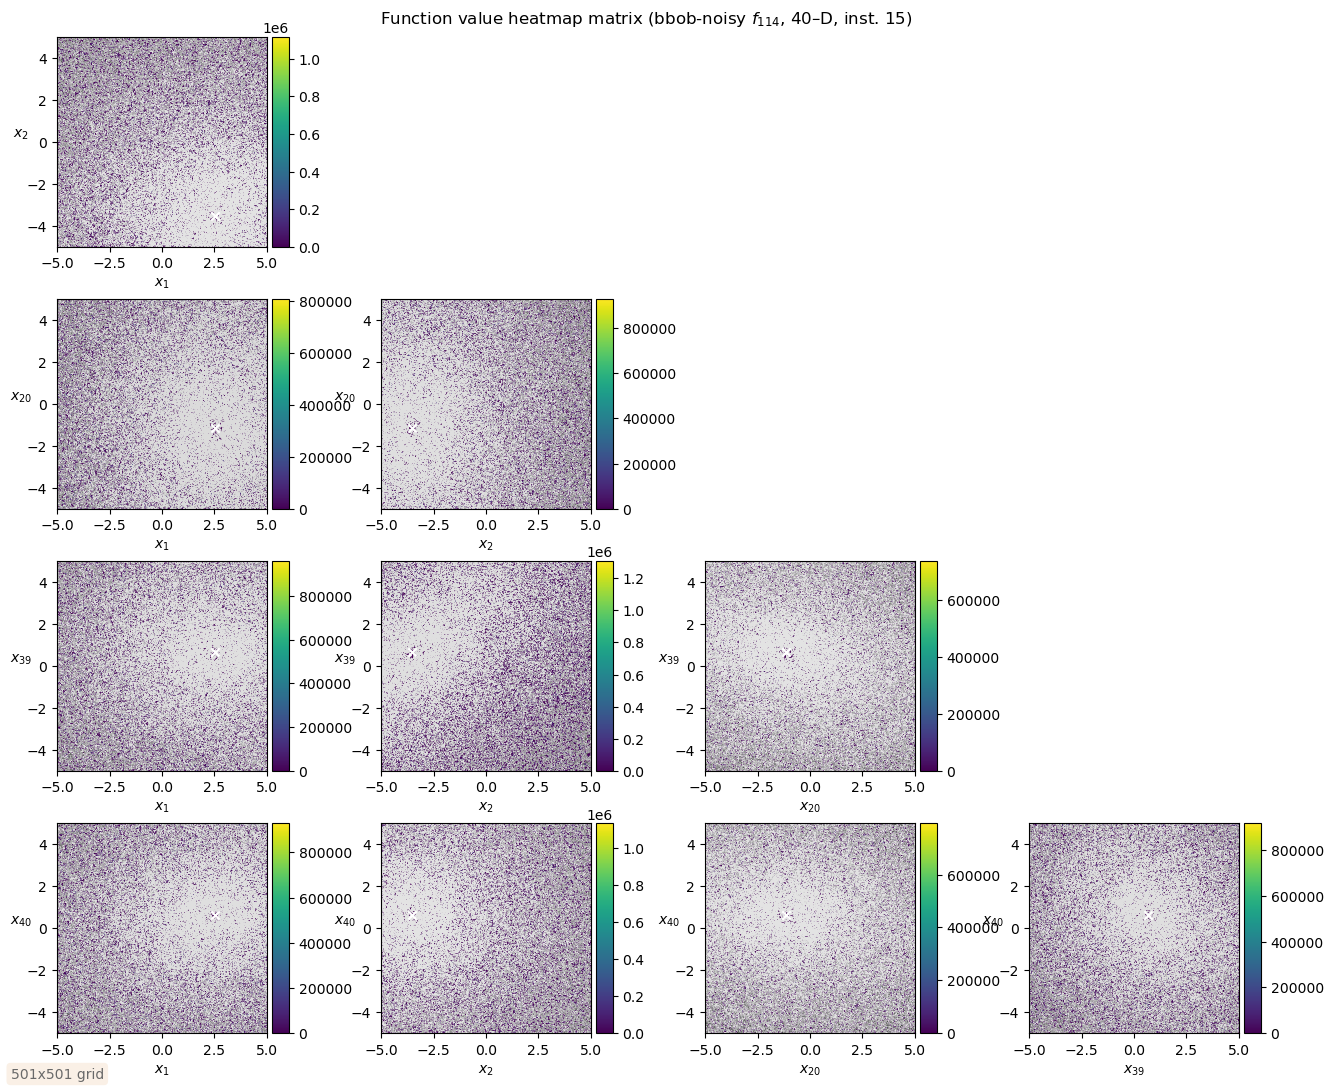 Function value heatmap matrix (bbob-noisy f114, 40–D, inst. 15)
1e6
4
2
x2 0
−2
−4
−5.0 −2.5 0.0 2.5 5.0
x1
1.0
0.8
0.6
0.4
0.2
0.0
4
2
x20 0
−2
−4
−5.0 −2.5 0.0 2.5 5.0
x1
800000
600000
400000
200000
0
4
2
x20 0
−2
−4
−5.0 −2.5 0.0 2.5 5.0
x2
800000
600000
400000
200000
0
4
2
x39 0
−2
−4
−5.0 −2.5 0.0 2.5 5.0
x1
800000
600000
400000
200000
0
1e6
4
2
x39 0
−2
−4
−5.0 −2.5 0.0 2.5 5.0
x2
1.2
1.0
0.8
0.6
0.4
0.2
0.0
4
2
x39 0
−2
−4
−5.0 −2.5 0.0 2.5 5.0
x20
600000
400000
200000
0
4
2
x40 0
−2
−4
−5.0 −2.5 0.0 2.5 5.0
x1
800000
600000
400000
200000
0
1e6
4
2
x40 0
−2
−4
−5.0 −2.5 0.0 2.5 5.0
x2
1.0
0.8
0.6
0.4
0.2
0.0
4
2
x40 0
−2
−4
−5.0 −2.5 0.0 2.5 5.0
x20
600000
400000
200000
0
4
2
x40 0
−2
−4
−5.0 −2.5 0.0 2.5 5.0
x39
800000
600000
400000
200000
0
501x501 grid